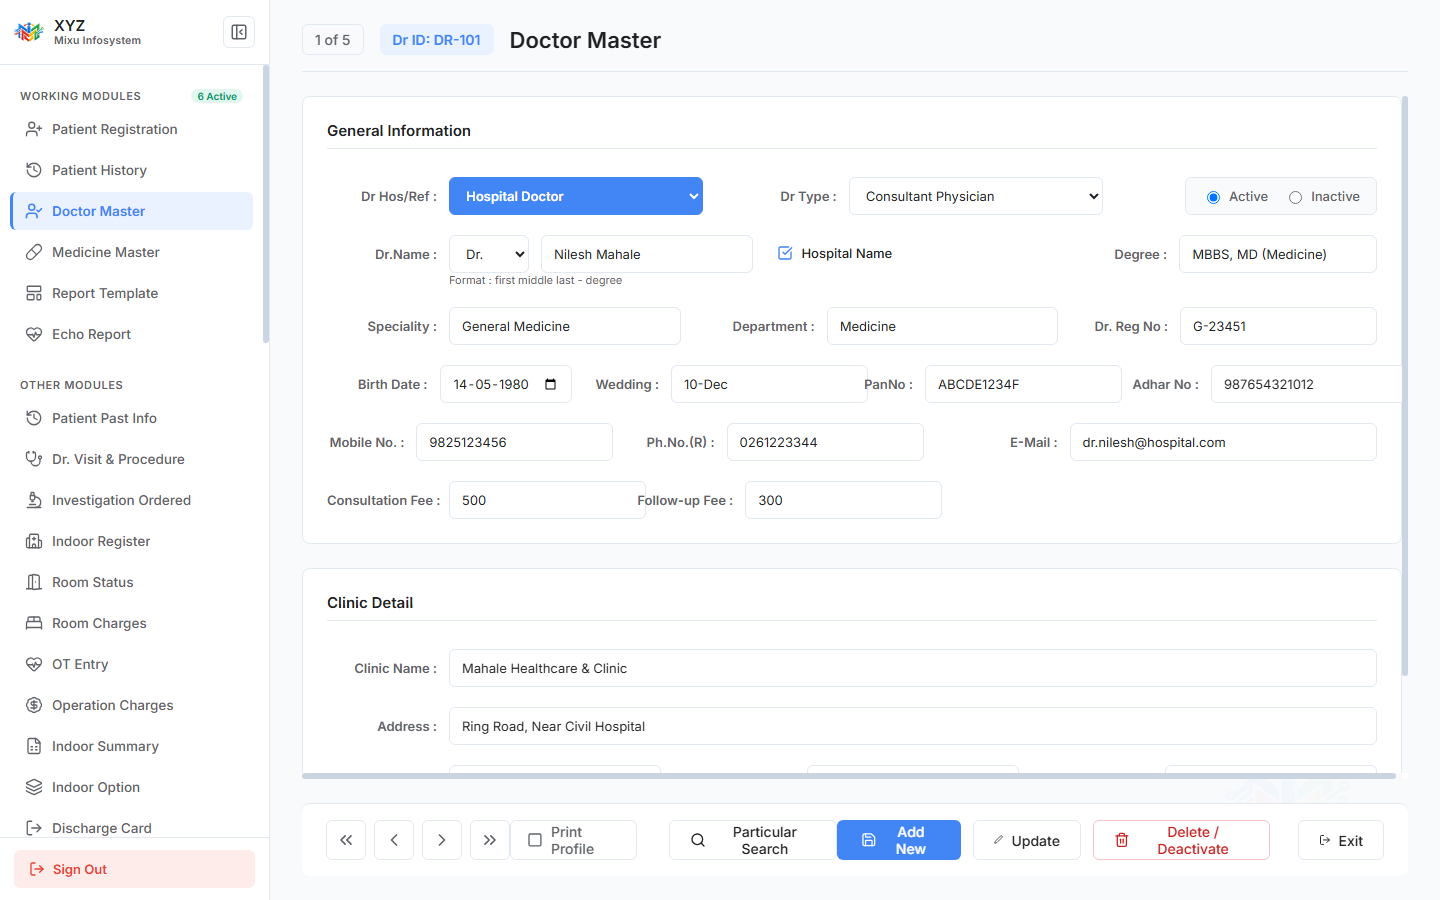 XYZ
Mixu Infosystem
WORKING MODULES 6 Active
Patient Registration
Patient History
Doctor Master
Medicine Master
Report Template
Echo Report
OTHER MODULES
Patient Past Info
Dr. Visit & Procedure
Investigation Ordered
Indoor Register
Room Status
Room Charges
OT Entry
Operation Charges
Indoor Summary
Indoor Option
Discharge Card
Sign Out
1 of 5 Dr ID: DR-101 Doctor Master
General Information
Dr Hos/Ref : Hospital Doctor Dr Type : Consultant Physician Active Inactive
Dr.Name : Dr. Nilesh Mahale Hospital Name Degree : MBBS, MD (Medicine)
Format : first middle last - degree
Speciality : General Medicine Department : Medicine Dr. Reg No : G-23451
Birth Date : 14-05-1980 Wedding : 10-Dec PanNo : ABCDE1234F Adhar No : 987654321012
Mobile No. : 9825123456 Ph.No.(R) : 0261223344 E-Mail : dr.nilesh@hospital.com
Consultation Fee : 500 Follow-up Fee : 300
Clinic Detail
Clinic Name : Mahale Healthcare & Clinic
Address : Ring Road, Near Civil Hospital
Print Profile Particular Search Add New Update Delete / Deactivate Exit